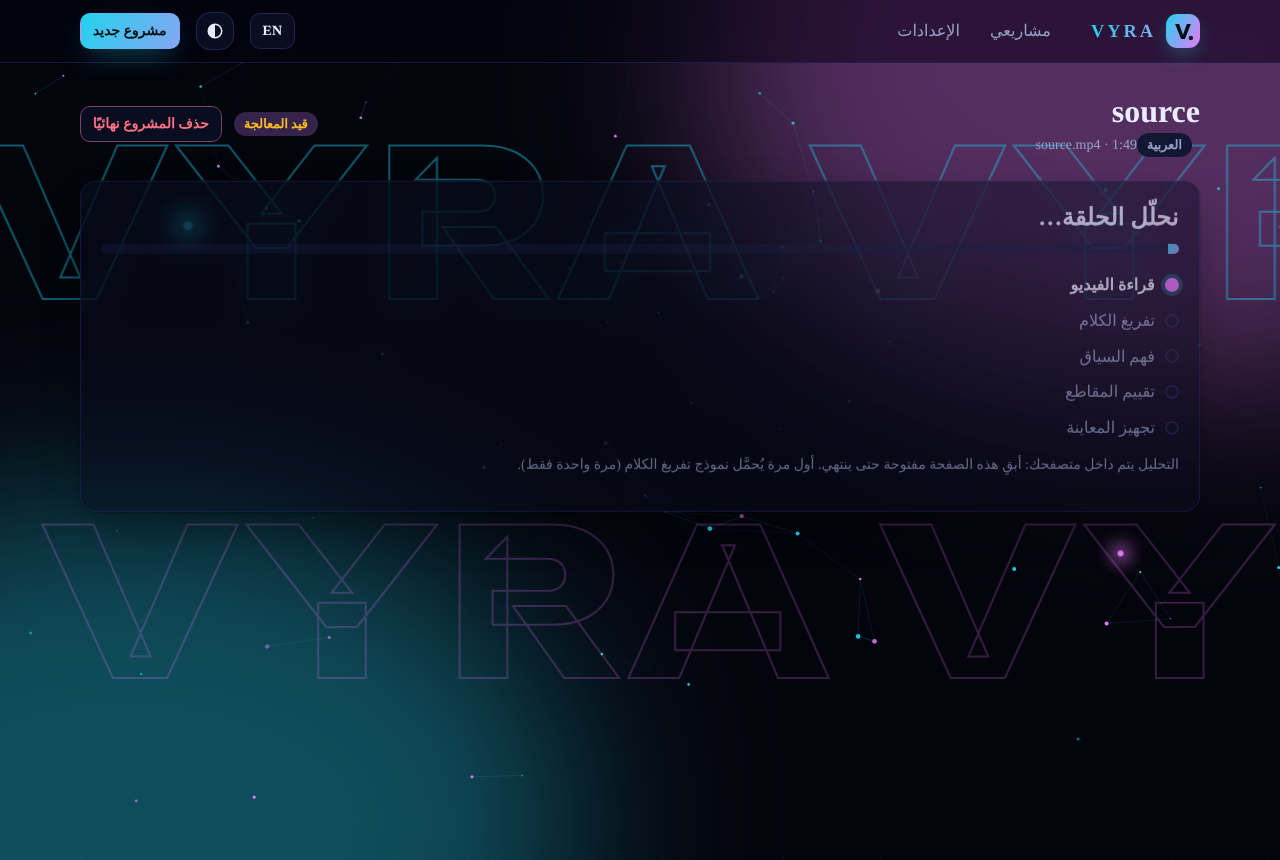 VYRA
مشاريعي
الإعدادات
EN
مشروع جديد
source
العربية
source.mp4 · 1:49
قيد المعالجة
حذف المشروع نهائيًا
نحلّل الحلقة…
قراءة الفيديو
تفريغ الكلام
فهم السياق
تقييم المقاطع
تجهيز المعاينة
التحليل يتم داخل متصفحك: أبقِ هذه الصفحة مفتوحة حتى ينتهي. أول مرة يُحمَّل نموذج تفريغ الكلام (مرة واحدة فقط).
VYRA VYR
VYRA VY